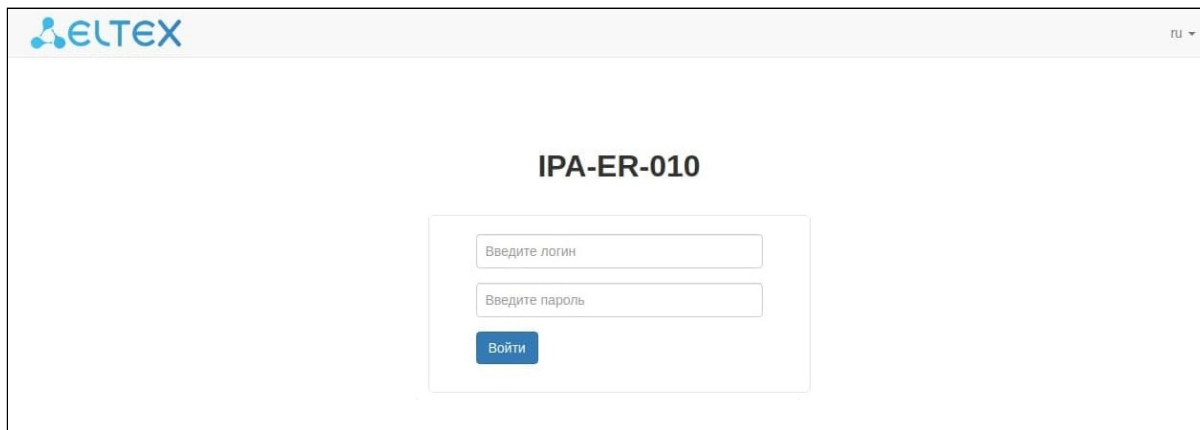 ELTEX
ru
IPA-ER-010
Введите логин
Введите пароль
Войти